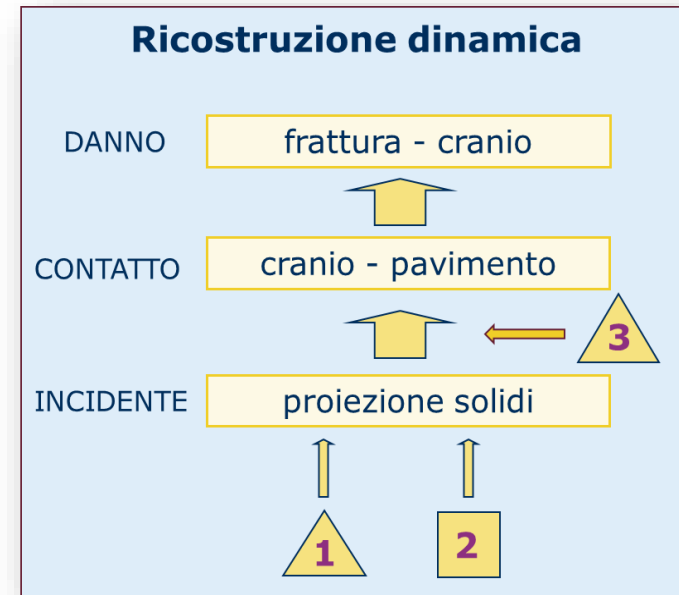 Ricostruzione dinamica
DANNO
frattura - cranio
CONTATTO
cranio - pavimento
3
INCIDENTE
proiezione solidi
1
2